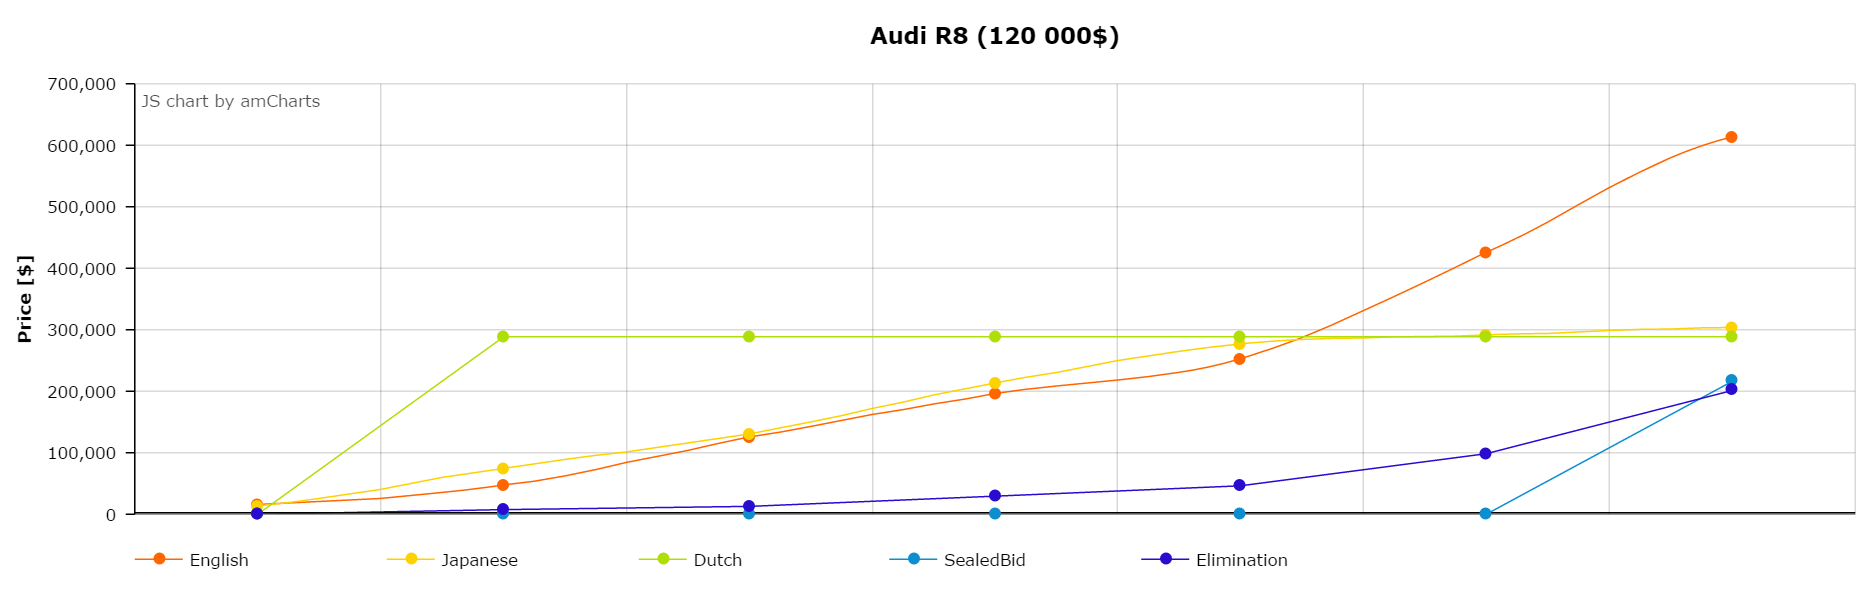 Audi R8 (120 000$)
JS chart by amCharts
Price [$]
700,000
600,000
500,000
400,000
300,000
200,000
100,000
0
English Japanese Dutch SealedBid Elimination